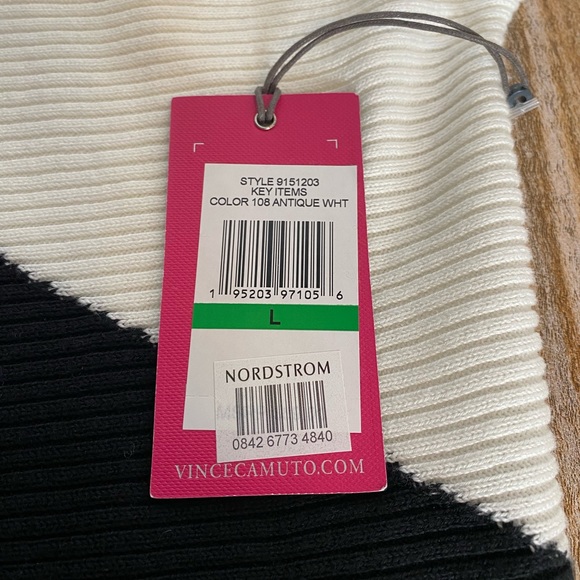 STYLE 9151203
KEY ITEMS
COLOR 108 ANTIQUE WHT
1 95203 97105 6
L
NORDSTROM
0842 6773 4840
VINCECAMUTO.COM